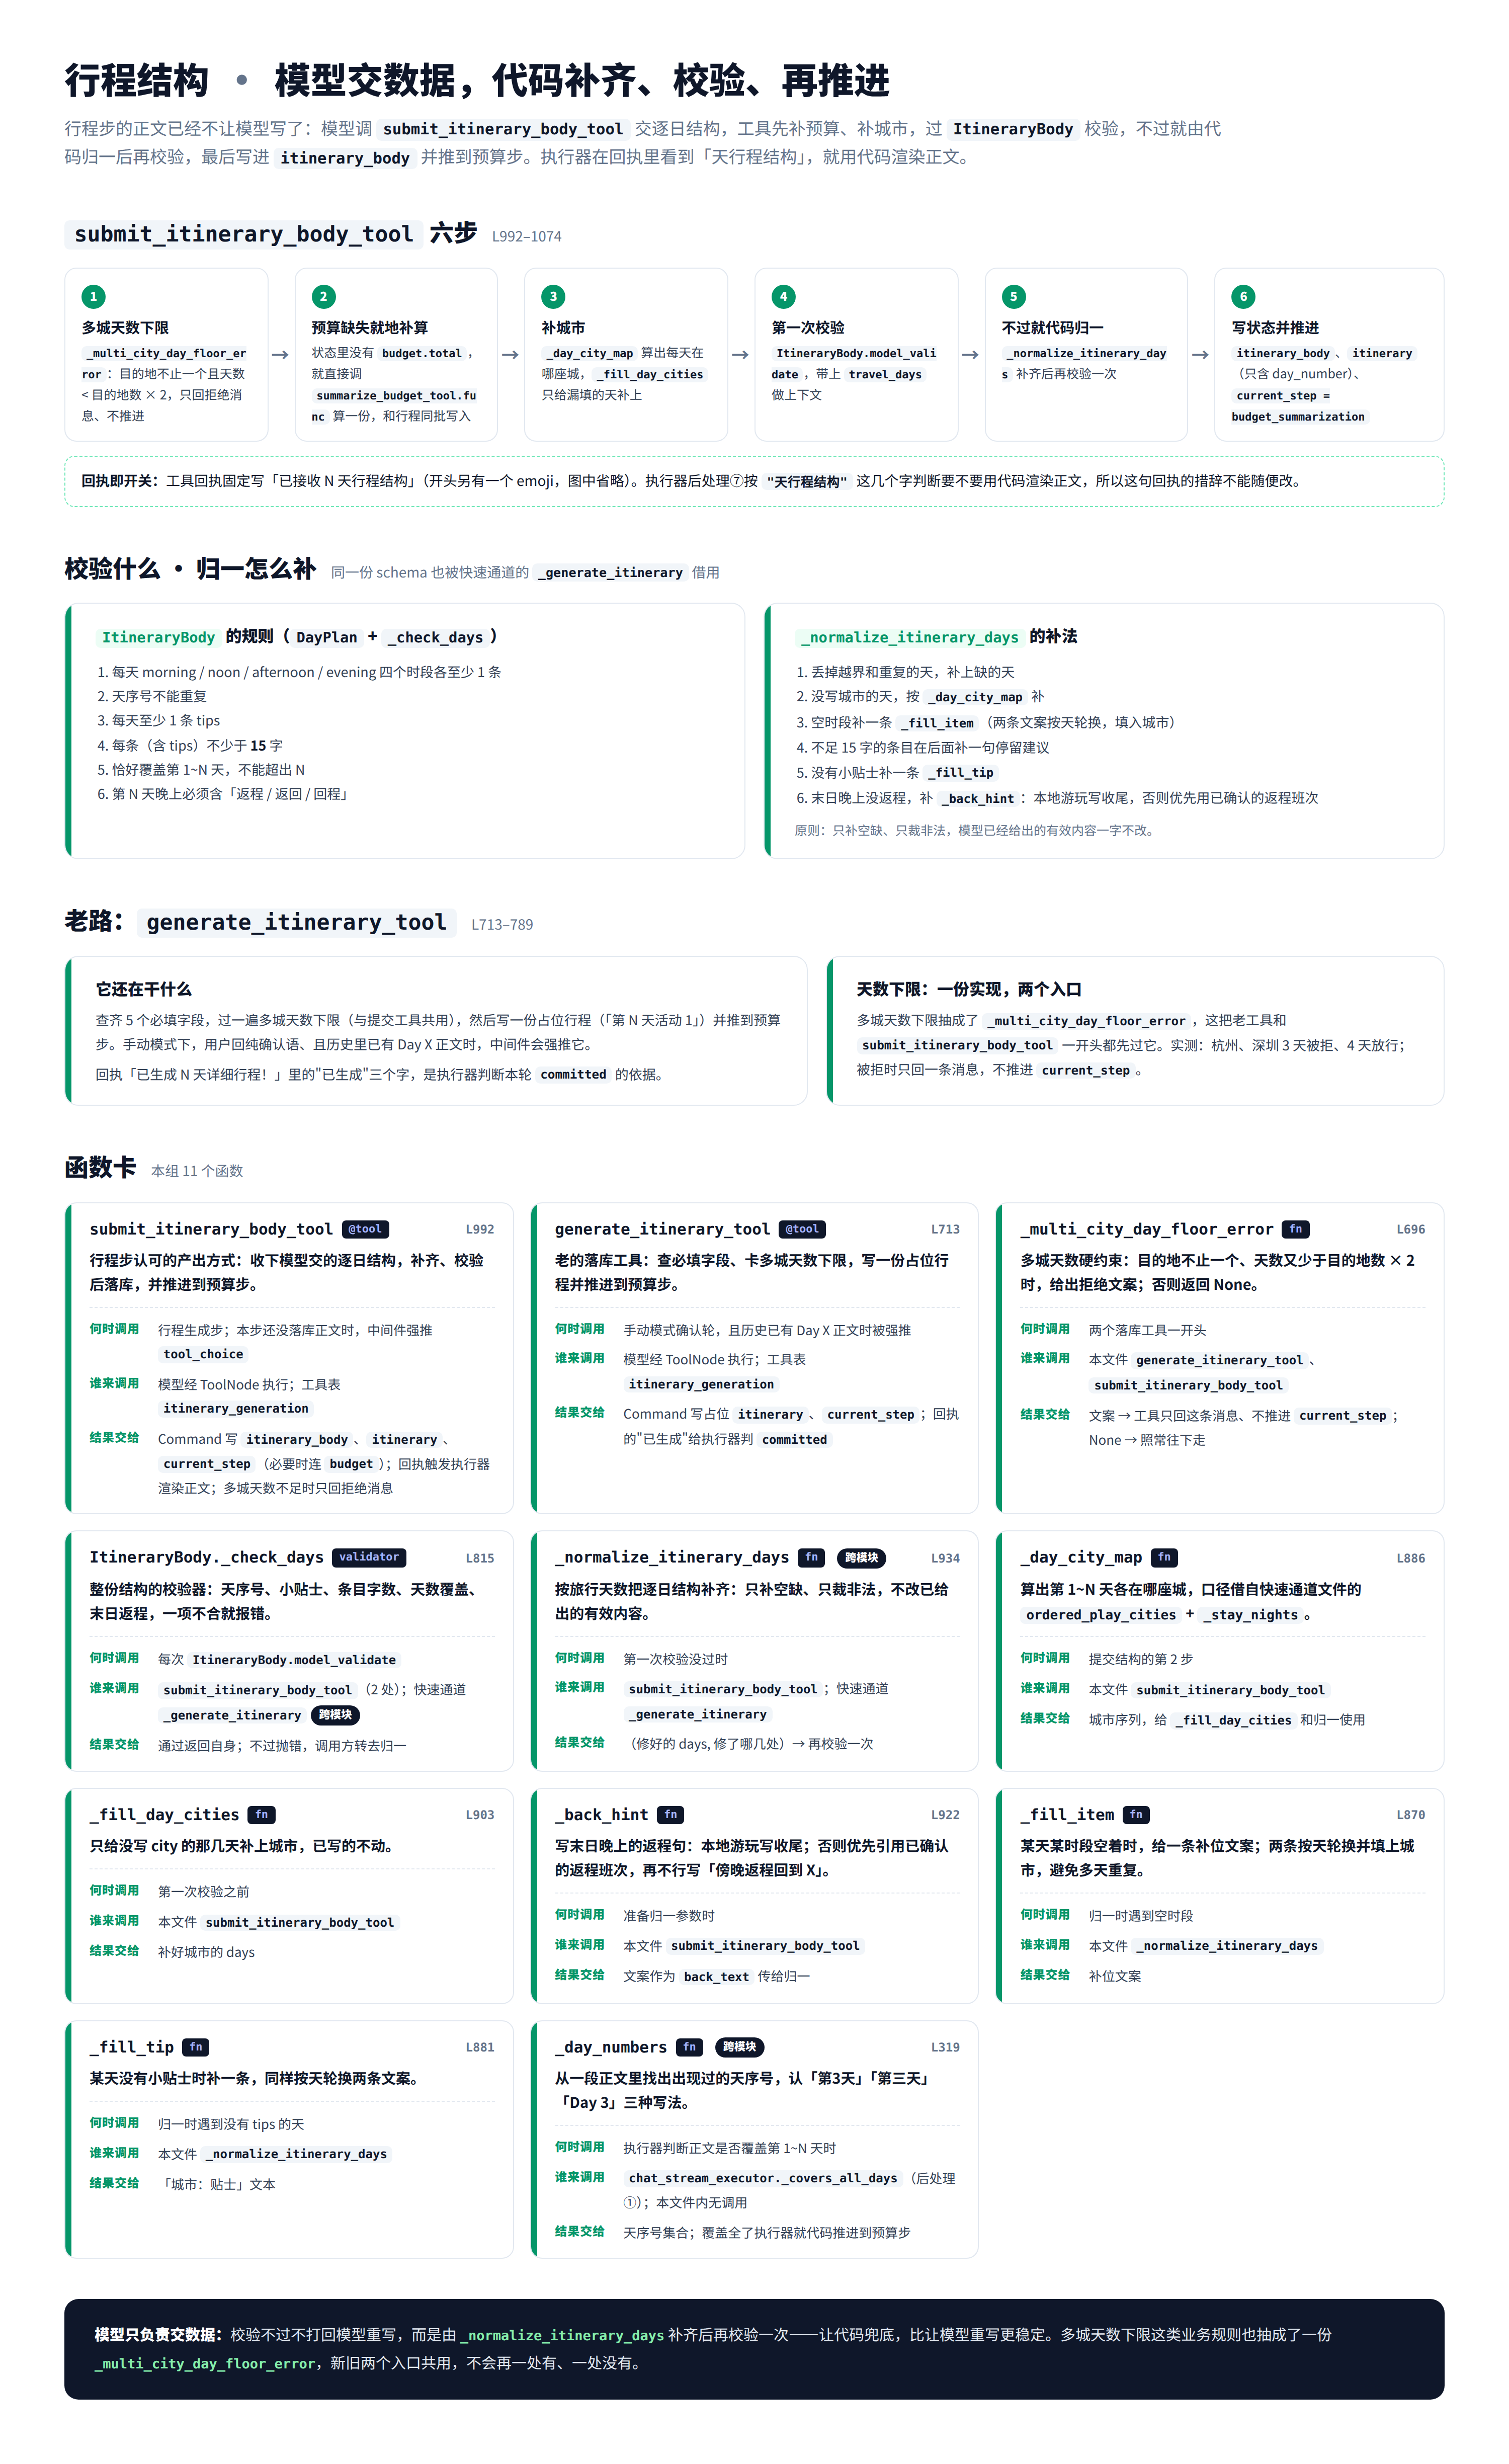 行程结构 • 模型交数据，代码补齐、校验、再推进
行程步的正文已经不让模型写了：模型调 submit_itinerary_body_tool 交逐日结构，工具先补预算、补城市，过 ItineraryBody 校验，不过就由代
码归一后再校验，最后写进 itinerary_body 并推到预算步。执行器在回执里看到「天行程结构」，就用代码渲染正文。
submit_itinerary_body_tool 六步 L992–1074
1
多城天数下限
_multi_city_day_floor_er
ror ：目的地不止一个且天数
< 目的地数 × 2，只回拒绝消
息、不推进
→
2
预算缺失就地补算
状态里没有 budget.total ，
就直接调
summarize_budget_tool.fu
nc 算一份，和行程同批写入
→
3
补城市
_day_city_map 算出每天在
哪座城， _fill_day_cities
只给漏填的天补上
→
4
第一次校验
ItineraryBody.model_vali
date ，带上 travel_days
做上下文
→
5
不过就代码归一
_normalize_itinerary_day
s 补齐后再校验一次
→
6
写状态并推进
itinerary_body 、 itinerary
（只含 day_number）、
current_step =
budget_summarization
回执即开关：工具回执固定写「已接收 N 天行程结构」（开头另有一个 emoji，图中省略）。执行器后处理⑦按 "天行程结构" 这几个字判断要不要用代码渲染正文，所以这句回执的措辞不能随便改。
校验什么 • 归一怎么补 同一份 schema 也被快速通道的 _generate_itinerary 借用
ItineraryBody 的规则（ DayPlan + _check_days ）
1. 每天 morning / noon / afternoon / evening 四个时段各至少 1 条
2. 天序号不能重复
3. 每天至少 1 条 tips
4. 每条（含 tips）不少于 15 字
5. 恰好覆盖第 1~N 天，不能超出 N
6. 第 N 天晚上必须含「返程 / 返回 / 回程」
_normalize_itinerary_days 的补法
1. 丢掉越界和重复的天，补上缺的天
2. 没写城市的天，按 _day_city_map 补
3. 空时段补一条 _fill_item （两条文案按天轮换，填入城市）
4. 不足 15 字的条目在后面补一句停留建议
5. 没有小贴士补一条 _fill_tip
6. 末日晚上没返程，补 _back_hint ：本地游玩写收尾，否则优先用已确认的返程班次
原则：只补空缺、只裁非法，模型已经给出的有效内容一字不改。
老路： generate_itinerary_tool L713–789
它还在干什么
查齐 5 个必填字段，过一遍多城天数下限（与提交工具共用），然后写一份占位行程（「第 N 天活动 1」）并推到预算
步。手动模式下，用户回纯确认语、且历史里已有 Day X 正文时，中间件会强推它。
回执「已生成 N 天详细行程！」里的"已生成"三个字，是执行器判断本轮 committed 的依据。
天数下限：一份实现，两个入口
多城天数下限抽成了 _multi_city_day_floor_error ，这把老工具和
submit_itinerary_body_tool 一开头都先过它。实测：杭州、深圳 3 天被拒、4 天放行；
被拒时只回一条消息，不推进 current_step 。
函数卡 本组 11 个函数
submit_itinerary_body_tool @tool L992
行程步认可的产出方式：收下模型交的逐日结构，补齐、校验
后落库，并推进到预算步。
何时调用 行程生成步；本步还没落库正文时，中间件强推
tool_choice
谁来调用 模型经 ToolNode 执行；工具表
itinerary_generation
结果交给 Command 写 itinerary_body 、 itinerary 、
current_step （必要时连 budget ）；回执触发执行器
渲染正文；多城天数不足时只回拒绝消息
generate_itinerary_tool @tool L713
老的落库工具：查必填字段、卡多城天数下限，写一份占位行
程并推进到预算步。
何时调用 手动模式确认轮，且历史已有 Day X 正文时被强推
谁来调用 模型经 ToolNode 执行；工具表
itinerary_generation
结果交给 Command 写占位 itinerary 、 current_step ；回执
的"已生成"给执行器判 committed
_multi_city_day_floor_error fn L696
多城天数硬约束：目的地不止一个、天数又少于目的地数 × 2
时，给出拒绝文案；否则返回 None。
何时调用 两个落库工具一开头
谁来调用 本文件 generate_itinerary_tool 、
submit_itinerary_body_tool
结果交给 文案 → 工具只回这条消息、不推进 current_step ；
None → 照常往下走
ItineraryBody._check_days validator L815
整份结构的校验器：天序号、小贴士、条目字数、天数覆盖、
末日返程，一项不合就报错。
何时调用 每次 ItineraryBody.model_validate
谁来调用 submit_itinerary_body_tool （2 处）；快速通道
_generate_itinerary 跨模块
结果交给 通过返回自身；不过抛错，调用方转去归一
_normalize_itinerary_days fn 跨模块 L934
按旅行天数把逐日结构补齐：只补空缺、只裁非法，不改已给
出的有效内容。
何时调用 第一次校验没过时
谁来调用 submit_itinerary_body_tool ；快速通道
_generate_itinerary
结果交给 （修好的 days, 修了哪几处）→ 再校验一次
_day_city_map fn L886
算出第 1~N 天各在哪座城，口径借自快速通道文件的
ordered_play_cities + _stay_nights 。
何时调用 提交结构的第 2 步
谁来调用 本文件 submit_itinerary_body_tool
结果交给 城市序列，给 _fill_day_cities 和归一使用
_fill_day_cities fn L903
只给没写 city 的那几天补上城市，已写的不动。
何时调用 第一次校验之前
谁来调用 本文件 submit_itinerary_body_tool
结果交给 补好城市的 days
_back_hint fn L922
写末日晚上的返程句：本地游玩写收尾；否则优先引用已确认
的返程班次，再不行写「傍晚返程回到 X」。
何时调用 准备归一参数时
谁来调用 本文件 submit_itinerary_body_tool
结果交给 文案作为 back_text 传给归一
_fill_item fn L870
某天某时段空着时，给一条补位文案；两条按天轮换并填上城
市，避免多天重复。
何时调用 归一时遇到空时段
谁来调用 本文件 _normalize_itinerary_days
结果交给 补位文案
_fill_tip fn L881
某天没有小贴士时补一条，同样按天轮换两条文案。
何时调用 归一时遇到没有 tips 的天
谁来调用 本文件 _normalize_itinerary_days
结果交给 「城市：贴士」文本
_day_numbers fn 跨模块 L319
从一段正文里找出出现过的天序号，认「第3天」「第三天」
「Day 3」三种写法。
何时调用 执行器判断正文是否覆盖第 1~N 天时
谁来调用 chat_stream_executor._covers_all_days （后处理
①）；本文件内无调用
结果交给 天序号集合；覆盖全了执行器就代码推进到预算步
模型只负责交数据：校验不过不打回模型重写，而是由 _normalize_itinerary_days 补齐后再校验一次——让代码兜底，比让模型重写更稳定。多城天数下限这类业务规则也抽成了一份
_multi_city_day_floor_error，新旧两个入口共用，不会再一处有、一处没有。